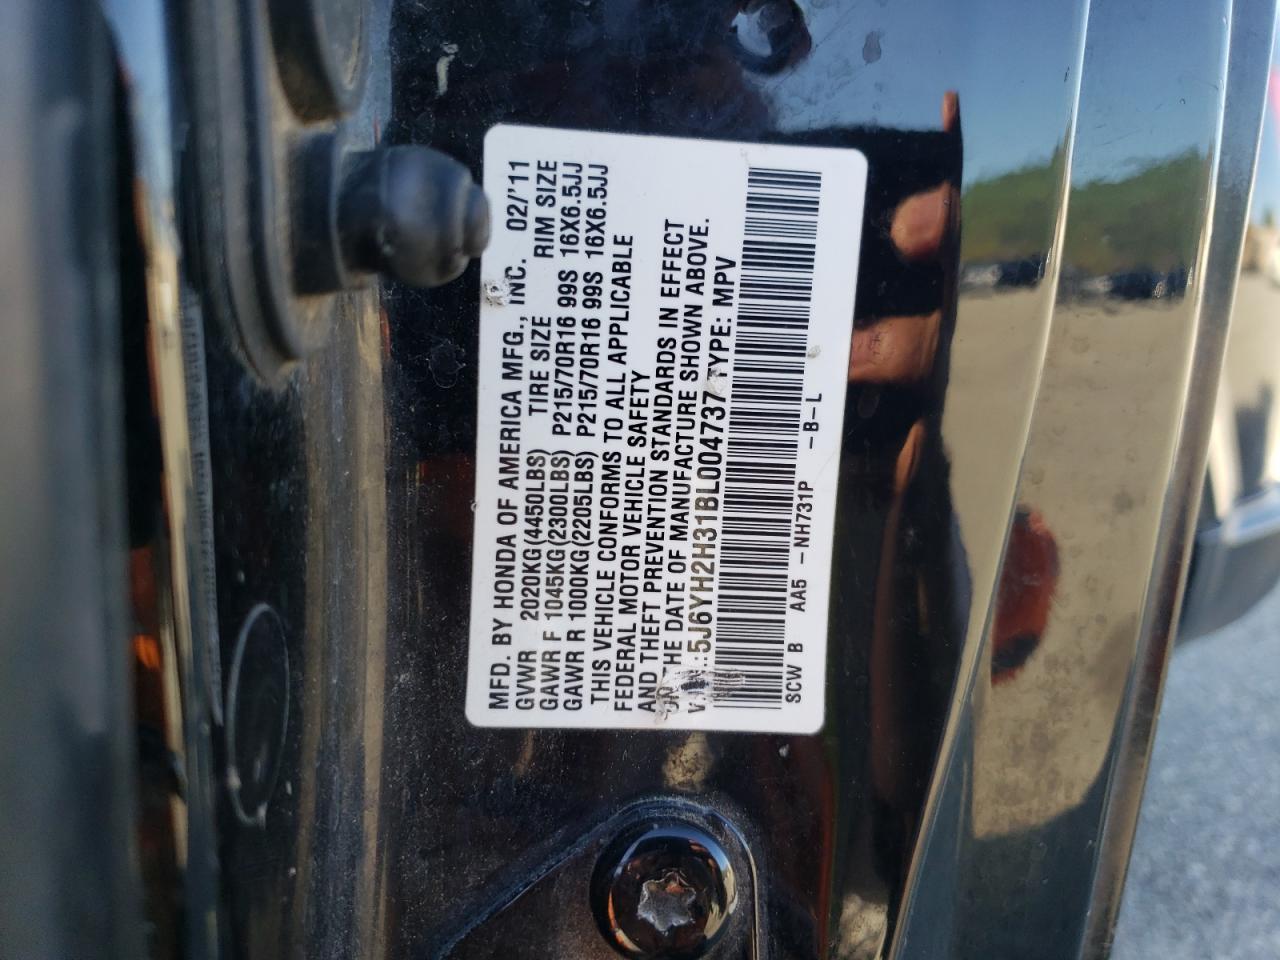 MFD. BY HONDA OF AMERICA MFG., INC. 02/'11
GVWR 2020KG(4450LBS) TIRE SIZE RIM SIZE
GAWR F 1045KG(2300LBS) P215/70R16 99S 16X6.5JJ
GAWR R 1000KG(2205LBS) P215/70R16 99S 16X6.5JJ
THIS VEHICLE CONFORMS TO ALL APPLICABLE
FEDERAL MOTOR VEHICLE SAFETY
AND THEFT PREVENTION STANDARDS IN EFFECT
THE DATE OF MANUFACTURE SHOWN ABOVE.
:5J6YH2H31BL004737 TYPE: MPV
SCW B AA5 -NH731P -B-L